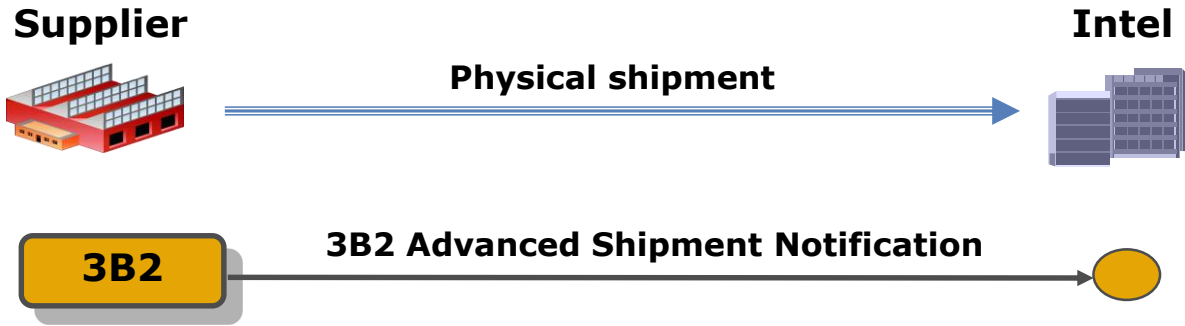 Supplier
Intel
Physical shipment
3B2 Advanced Shipment Notification
3B2